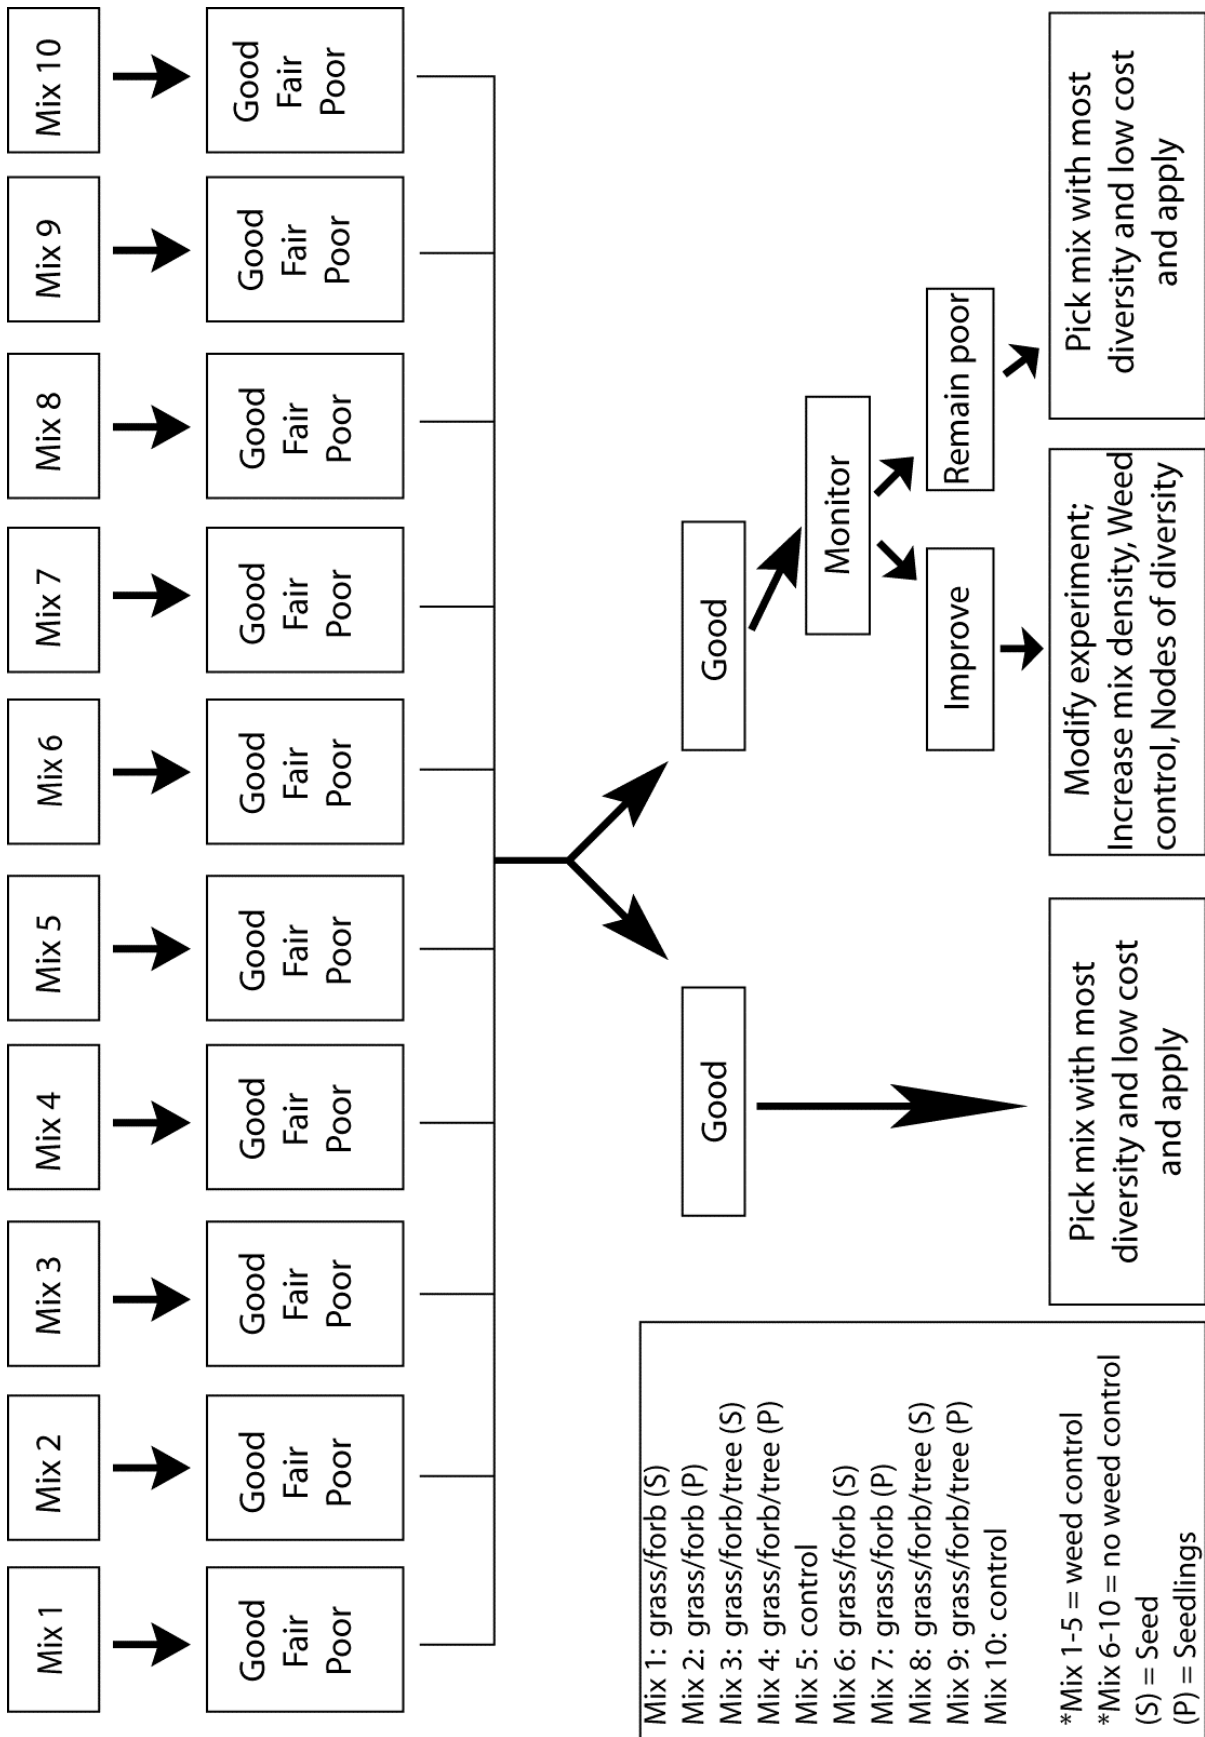 Mix 1
Mix 2
Mix 3
Mix 4
Mix 5
Mix 6
Mix 7
Mix 8
Mix 9
Mix 10
Good
Fair
Poor
Good
Fair
Poor
Good
Fair
Poor
Good
Fair
Poor
Good
Fair
Poor
Good
Fair
Poor
Good
Fair
Poor
Good
Fair
Poor
Good
Fair
Poor
Good
Fair
Poor
Mix 1: grass/forb (S)
Mix 2: grass/forb (P)
Mix 3: grass/forb/tree (S)
Mix 4: grass/forb/tree (P)
Mix 5: control
Mix 6: grass/forb (S)
Mix 7: grass/forb (P)
Mix 8: grass/forb/tree (S)
Mix 9: grass/forb/tree (P)
Mix 10: control
*Mix 1-5 = weed control
*Mix 6-10 = no weed control
(S) = Seed
(P) = Seedlings
Good
Good
Monitor
Improve
Remain poor
Pick mix with most
diversity and low cost
and apply
Modify experiment;
Increase mix density, Weed
control, Nodes of diversity
Pick mix with most
diversity and low cost
and apply